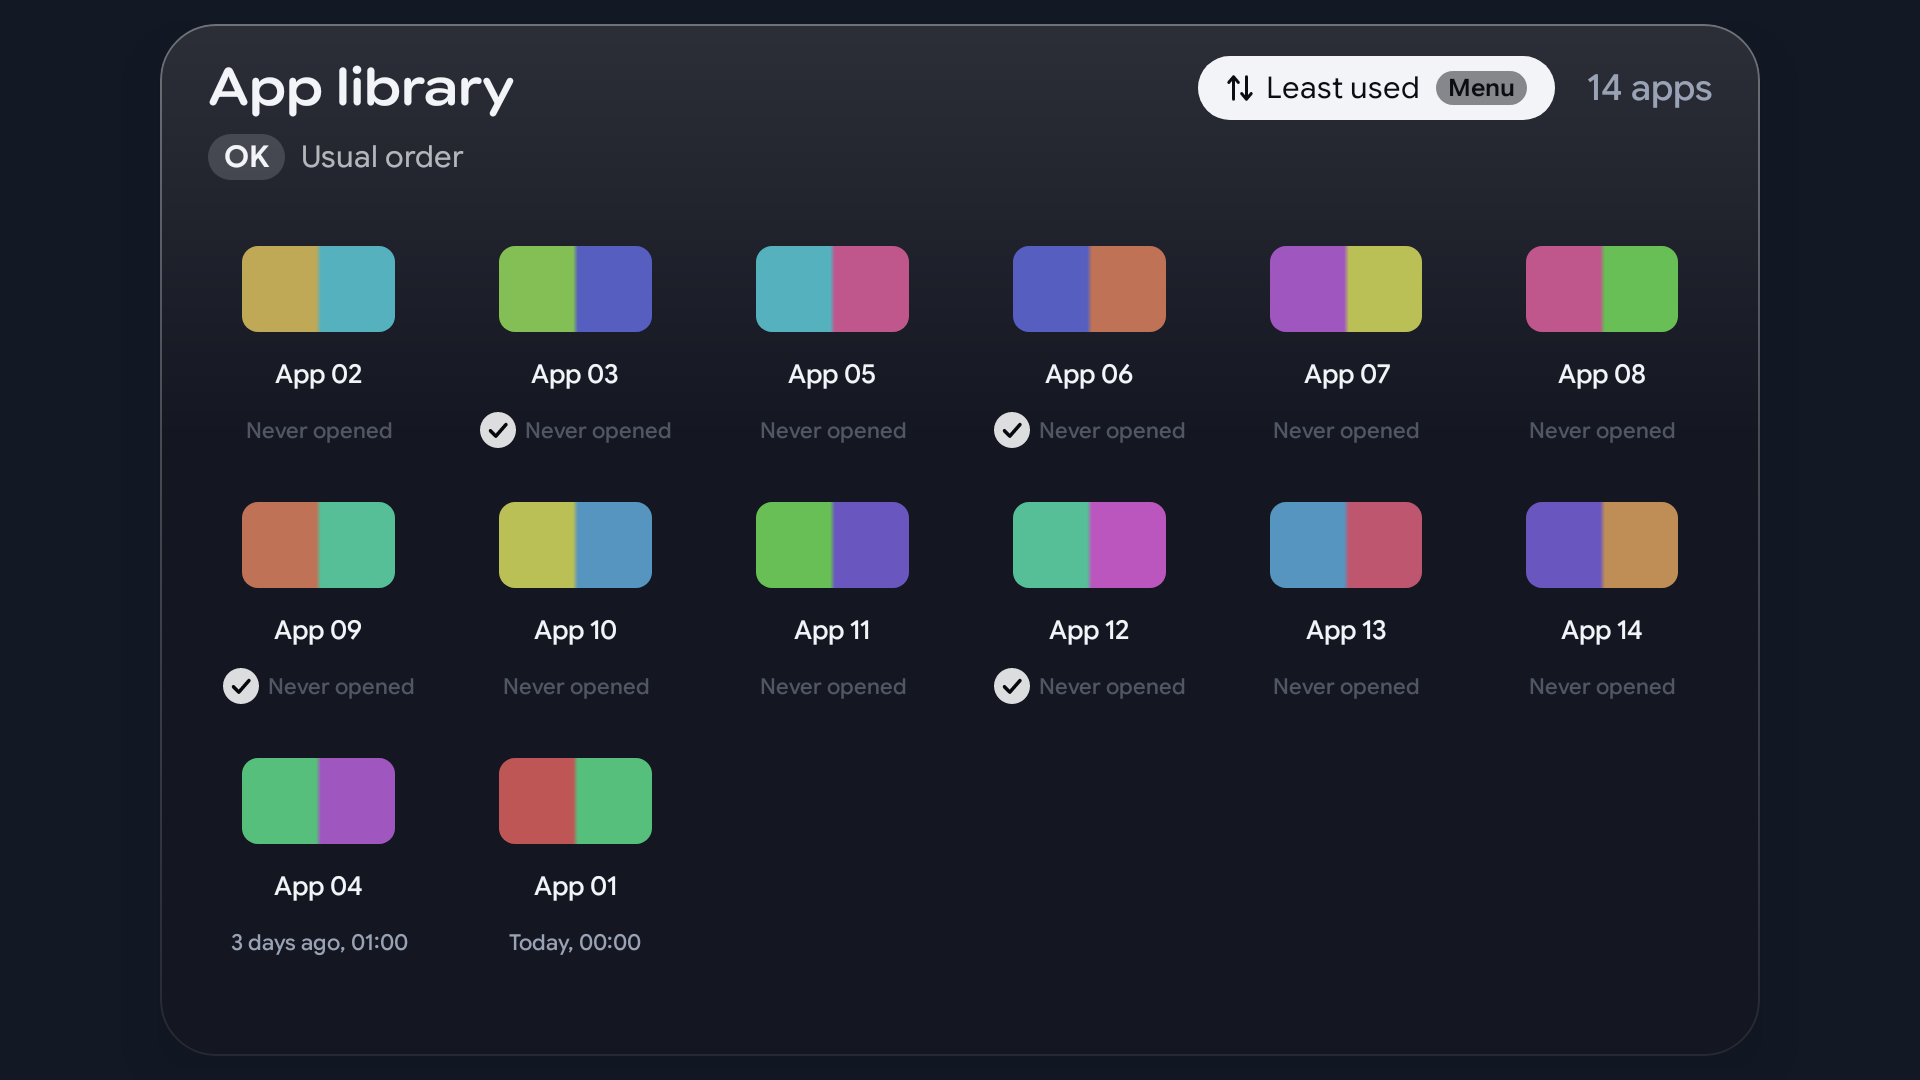 App library
Least used Menu
14 apps
OK Usual order
App 02
App 03
App 05
App 06
App 07
App 08
Never opened
Never opened
Never opened
Never opened
Never opened
Never opened
App 09
App 10
App 11
App 12
App 13
App 14
Never opened
Never opened
Never opened
Never opened
Never opened
Never opened
App 04
App 01
3 days ago, 01:00
Today, 00:00